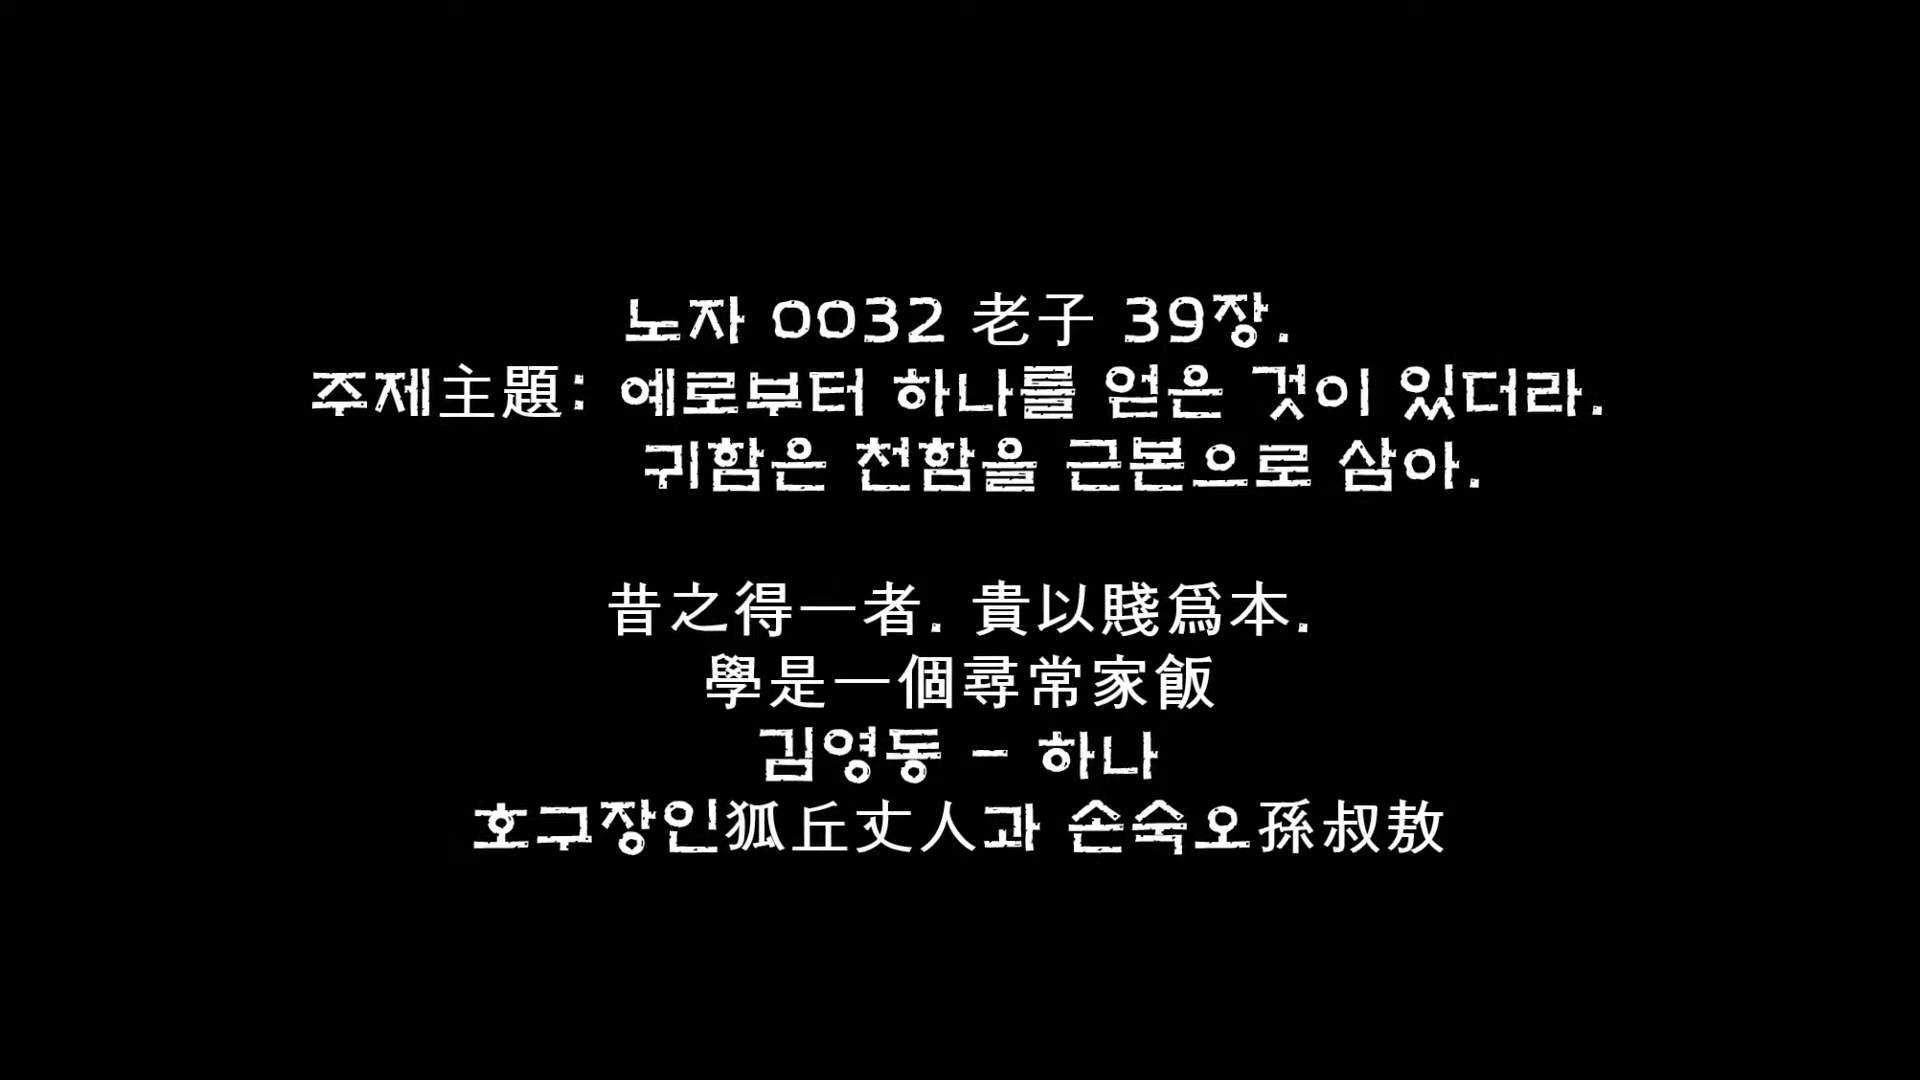 노자 0032 老子 39장.
주제主題: 예로부터 하나를 얻은 것이 있더라.
귀함은 천함을 근본으로 삼아.
昔之得一者. 貴以賤爲本.
學是一個尋常家飯
김영동 - 하나
호구장인狐丘丈人과 손숙오孫叔敖